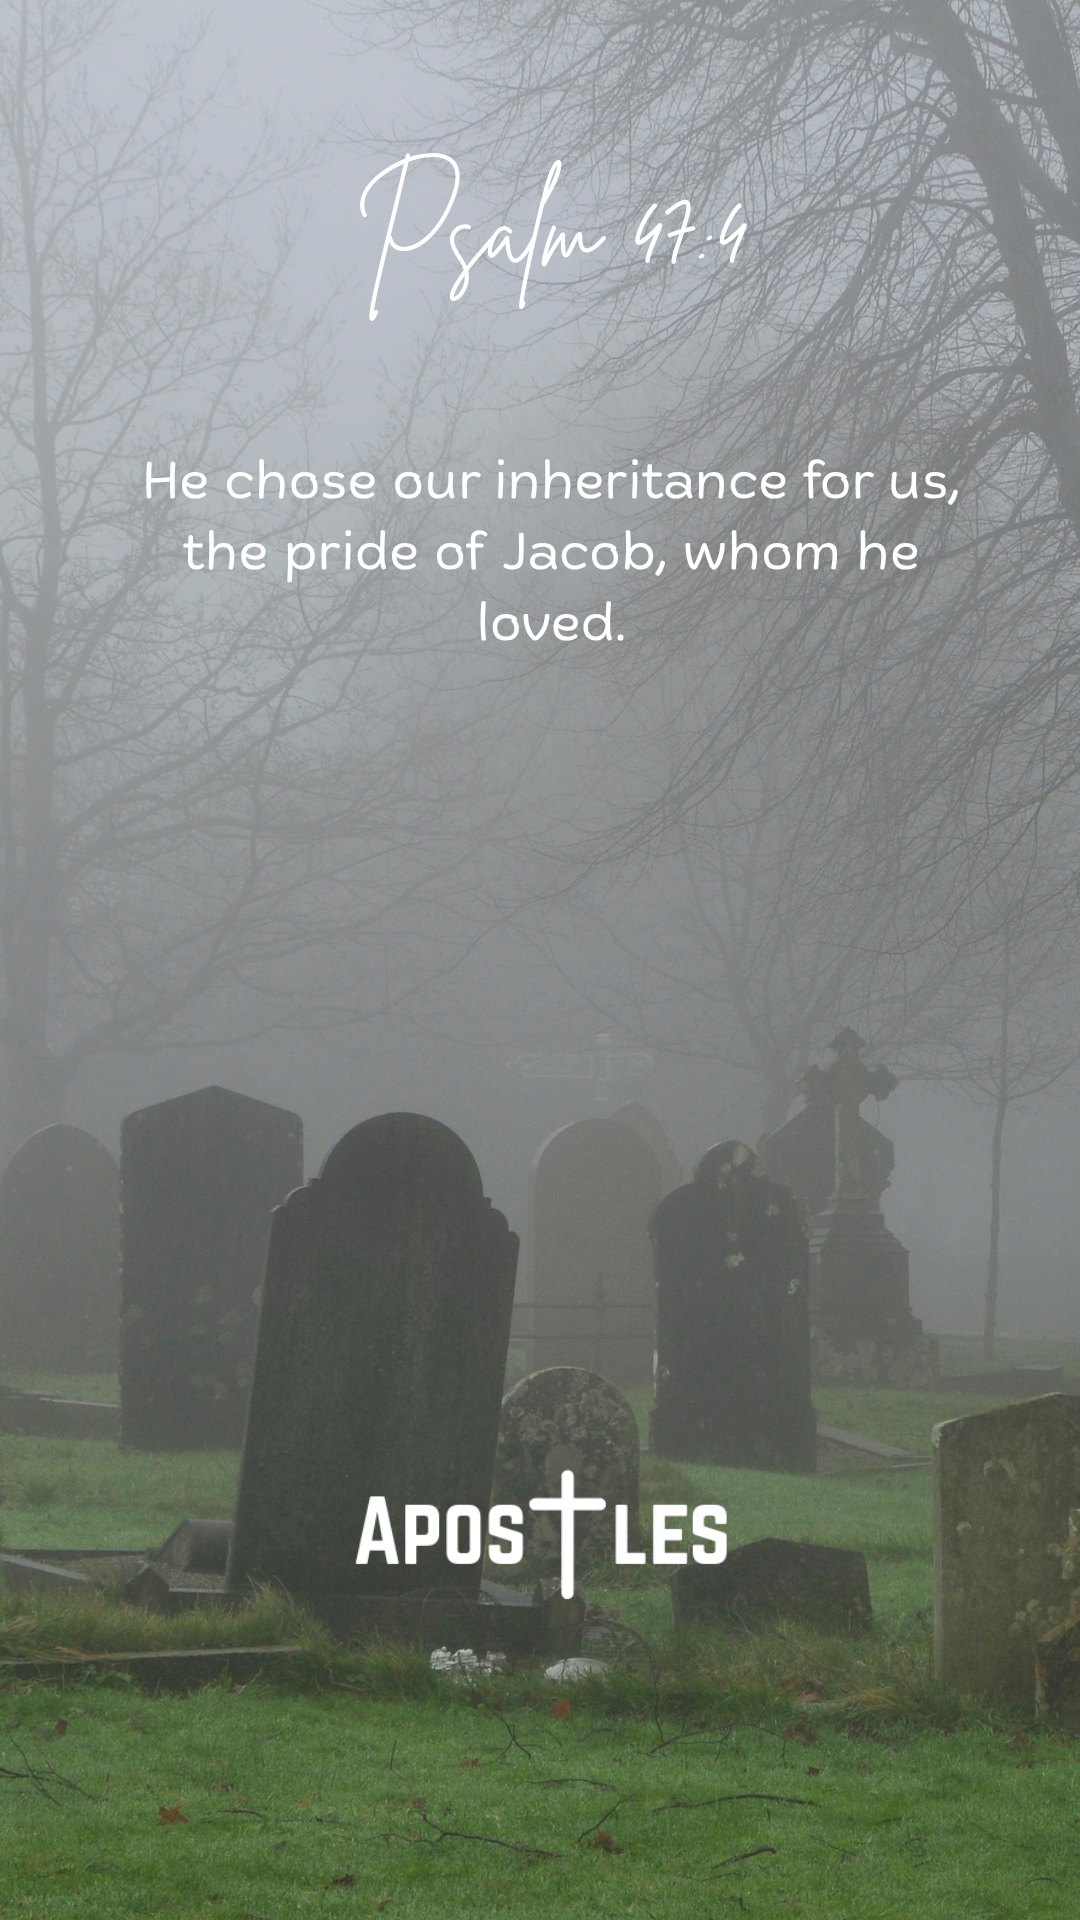 Psalm 47:4
He chose our inheritance for us,
the pride of Jacob, whom he
loved.
APOSTLES